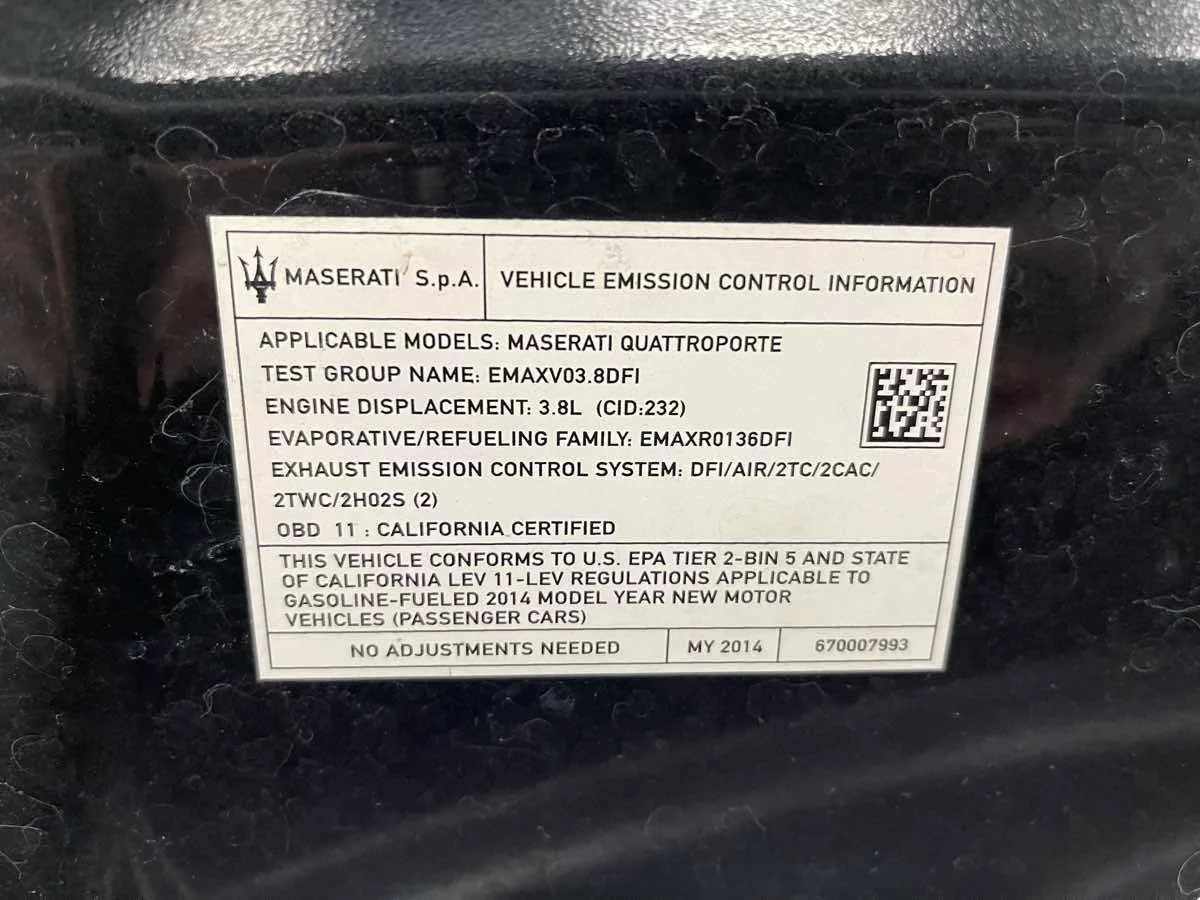 MASERATI S.p.A.
VEHICLE EMISSION CONTROL INFORMATION
APPLICABLE MODELS: MASERATI QUATTROPORTE
TEST GROUP NAME: EMAXV03.8DFI
ENGINE DISPLACEMENT: 3.8L (CID:232)
EVAPORATIVE/REFUELING FAMILY: EMAXR0136DFI
EXHAUST EMISSION CONTROL SYSTEM: DFI/AIR/2TC/2CAC/
2TWC/2HO2S (2)
OBD 11 : CALIFORNIA CERTIFIED
THIS VEHICLE CONFORMS TO U.S. EPA TIER 2-BIN 5 AND STATE
OF CALIFORNIA LEV 11-LEV REGULATIONS APPLICABLE TO
GASOLINE-FUELED 2014 MODEL YEAR NEW MOTOR
VEHICLES (PASSENGER CARS)
NO ADJUSTMENTS NEEDED
MY 2014
670007993